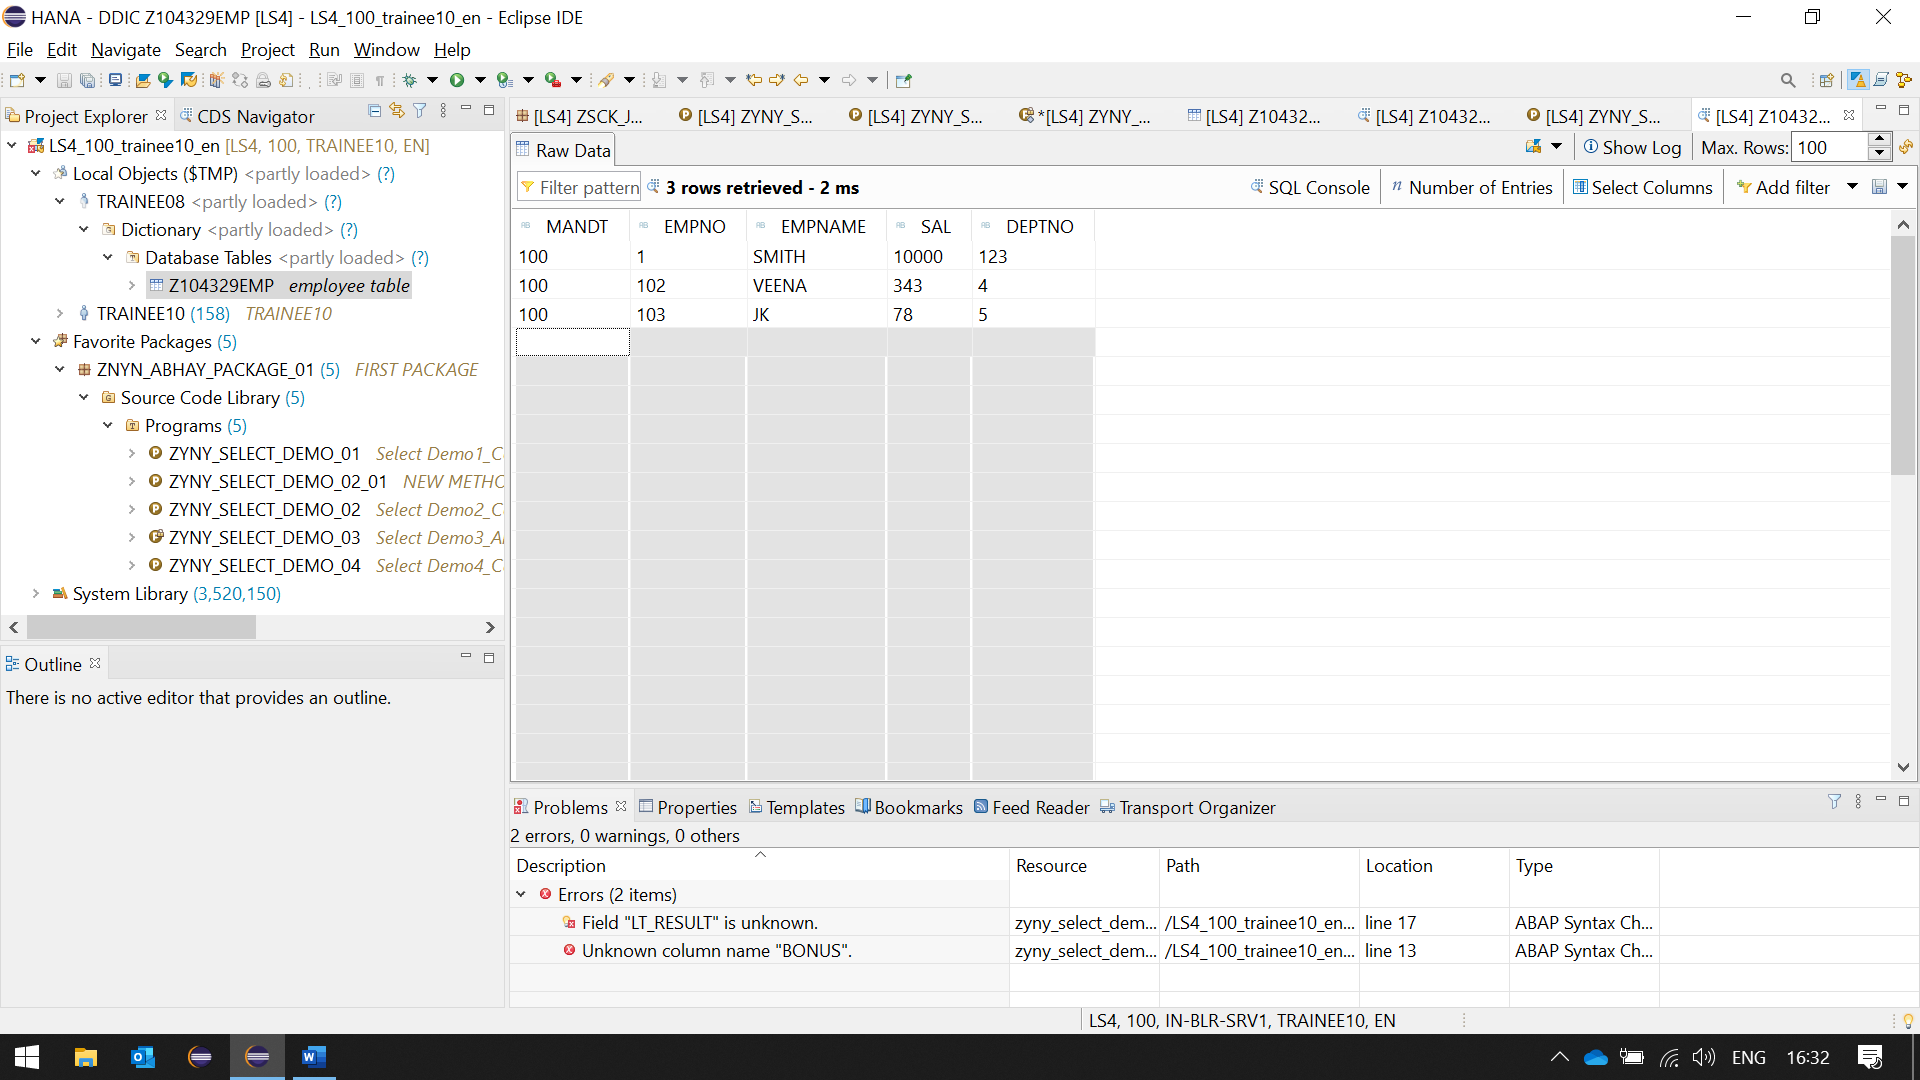 HANA - DDIC Z104329EMP [LS4] - LS4_100_trainee10_en - Eclipse IDE
File Edit Navigate Search Project Run Window Help
Project Explorer CDS Navigator
LS4_100_trainee10_en [LS4, 100, TRAINEE10, EN]
Local Objects ($TMP) <partly loaded> (?)
TRAINEE08 <partly loaded> (?)
Dictionary <partly loaded> (?)
Database Tables <partly loaded> (?)
Z104329EMP employee table
TRAINEE10 (158) TRAINEE10
Favorite Packages (5)
ZNYN_ABHAY_PACKAGE_01 (5) FIRST PACKAGE
Source Code Library (5)
Programs (5)
ZYNY_SELECT_DEMO_01 Select Demo1_C
ZYNY_SELECT_DEMO_02_01 NEW METHO
ZYNY_SELECT_DEMO_02 Select Demo2_C
ZYNY_SELECT_DEMO_03 Select Demo3_A
ZYNY_SELECT_DEMO_04 Select Demo4_C
System Library (3,520,150)
Outline
There is no active editor that provides an outline.
[LS4] ZSCK_J... [LS4] ZYNY_S... [LS4] ZYNY_S... *[LS4] ZYNY_... [LS4] Z10432... [LS4] Z10432... [LS4] ZYNY_S... [LS4] Z10432...
Raw Data Show Log Max. Rows: 100
Filter pattern 3 rows retrieved - 2 ms SQL Console Number of Entries Select Columns Add filter
MANDT EMPNO EMPNAME SAL DEPTNO
100 1 SMITH 10000 123
100 102 VEENA 343 4
100 103 JK 78 5
Problems Properties Templates Bookmarks Feed Reader Transport Organizer
2 errors, 0 warnings, 0 others
Description Resource Path Location Type
Errors (2 items)
Field "LT_RESULT" is unknown. zyny_select_dem... /LS4_100_trainee10_en... line 17 ABAP Syntax Ch...
Unknown column name "BONUS". zyny_select_dem... /LS4_100_trainee10_en... line 13 ABAP Syntax Ch...
LS4, 100, IN-BLR-SRV1, TRAINEE10, EN
ENG 16:32